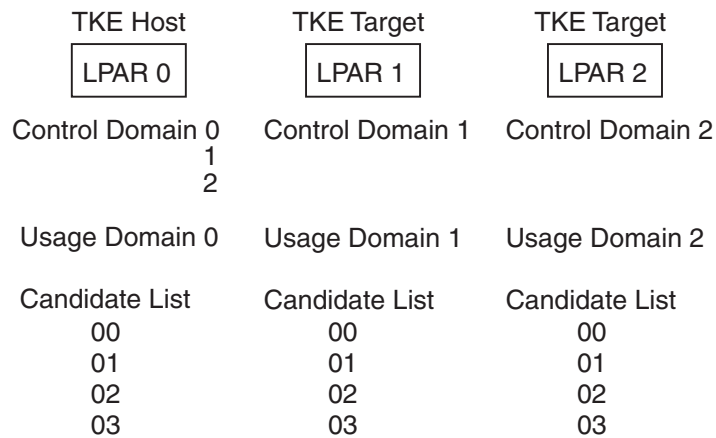 TKE Host TKE Target TKE Target
LPAR 0 LPAR 1 LPAR 2
Control Domain 0 Control Domain 1 Control Domain 2
1
2
Usage Domain 0 Usage Domain 1 Usage Domain 2
Candidate List Candidate List Candidate List
00 00 00
01 01 01
02 02 02
03 03 03